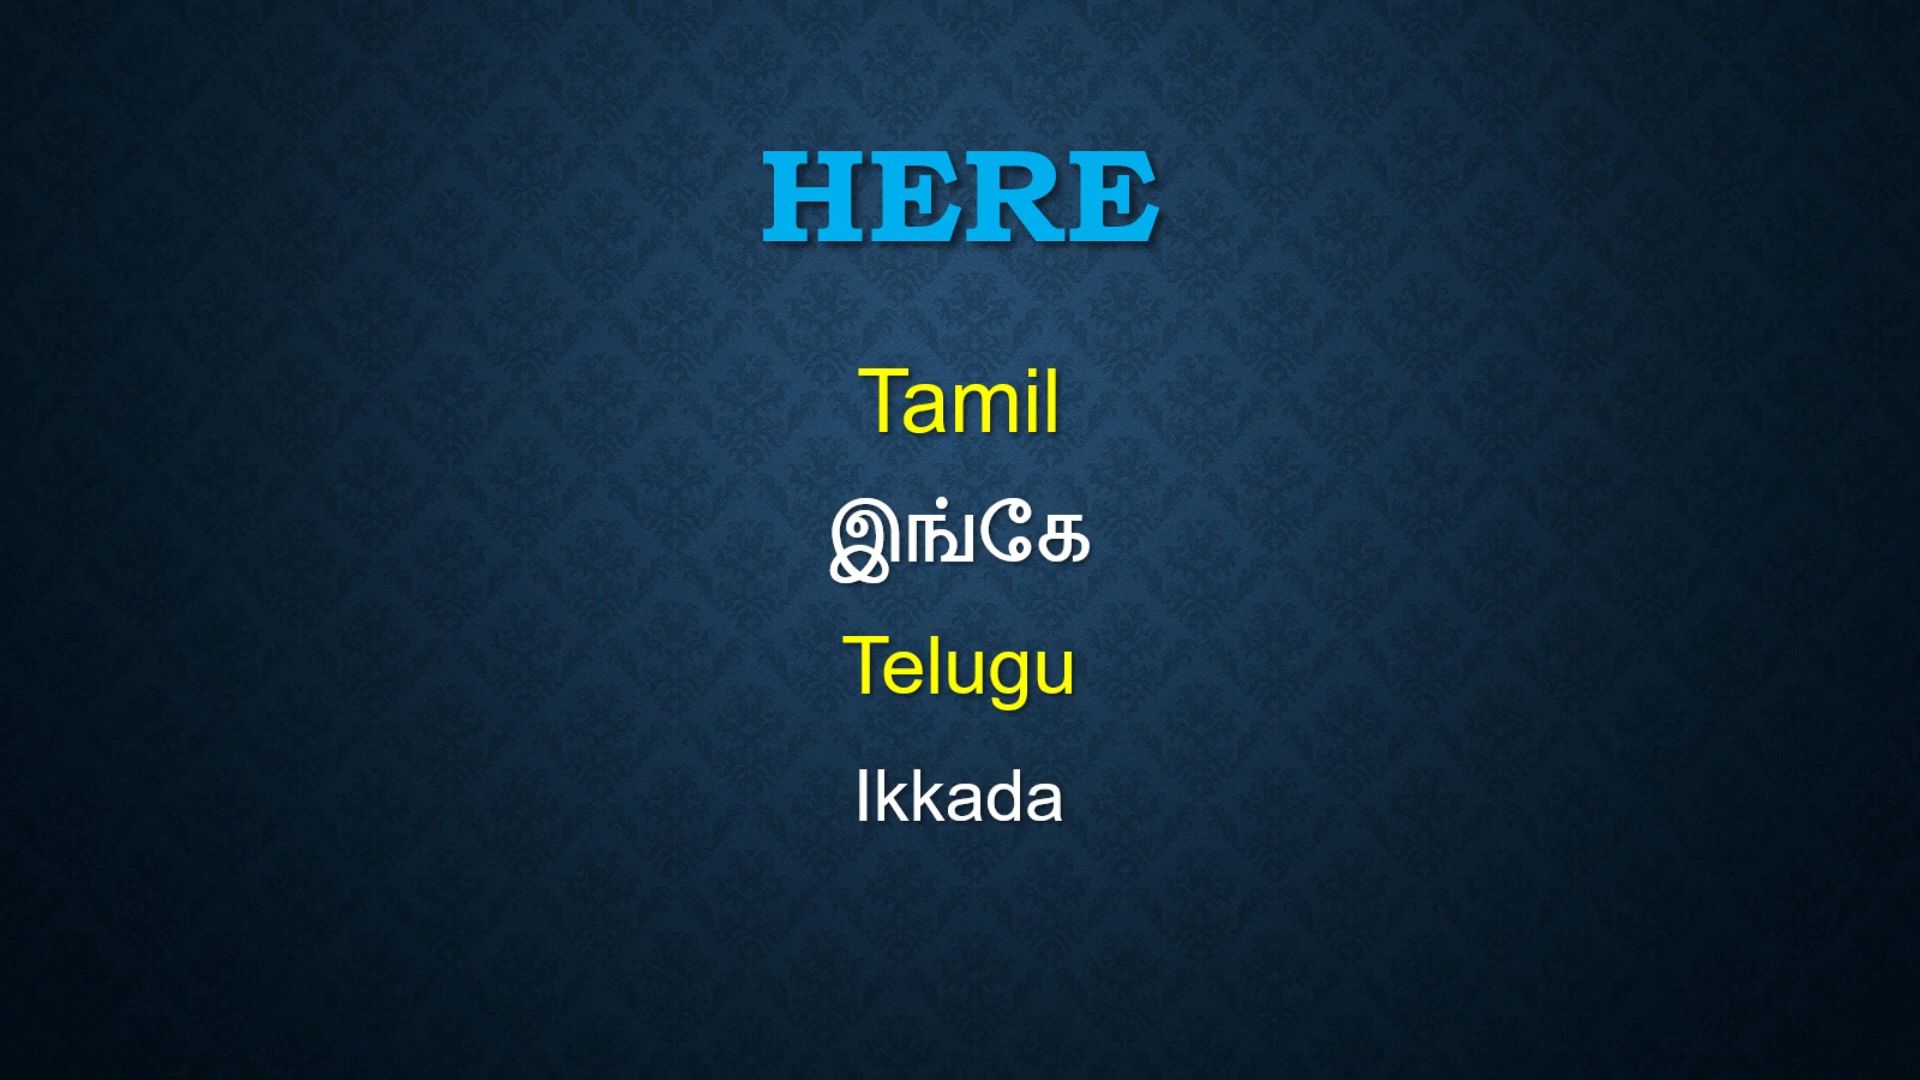 HERE
Tamil
இங்கே
Telugu
Ikkada